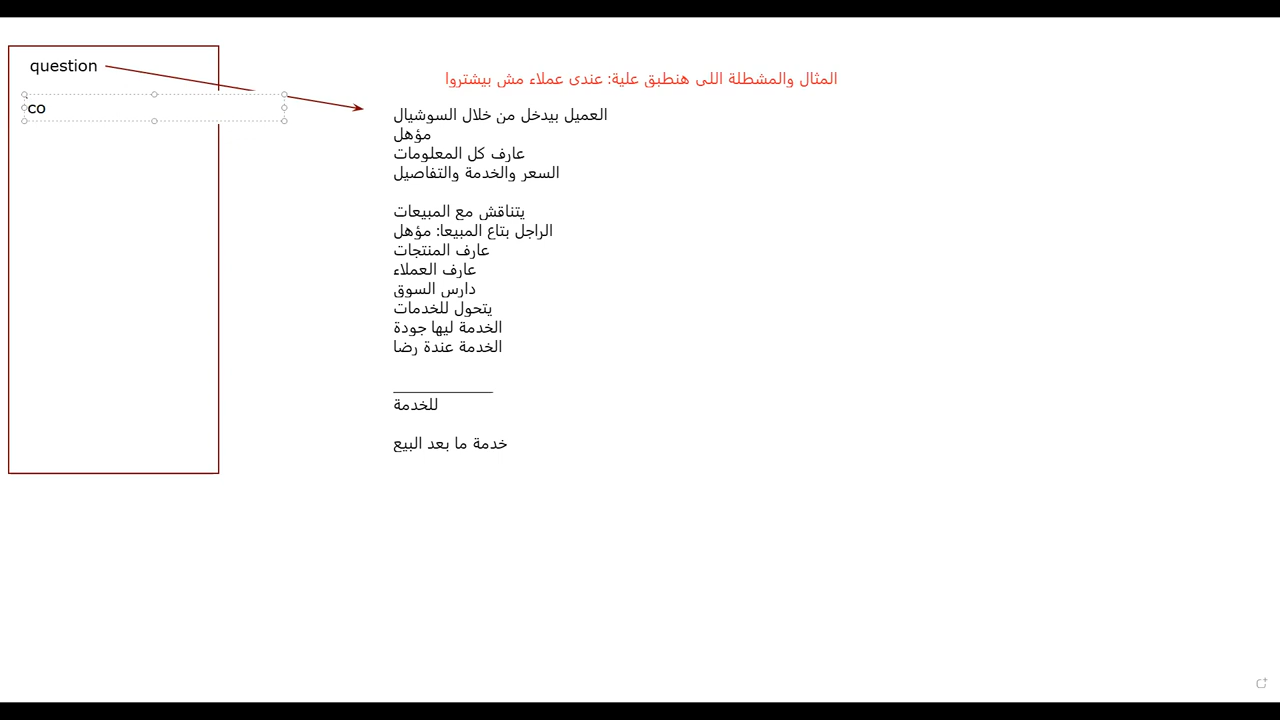 question
co
المثال والمشطلة اللى هنطبق علية: عندى عملاء مش بيشتروا
العميل بيدخل من خلال السوشيال
مؤهل
عارف كل المعلومات
السعر والخدمة والتفاصيل
يتناقش مع المبيعات
الراجل بتاع المبيعا: مؤهل
عارف المنتجات
عارف العملاء
دارس السوق
يتحول للخدمات
الخدمة ليها جودة
الخدمة عندة رضا
____________
للخدمة
خدمة ما بعد البيع